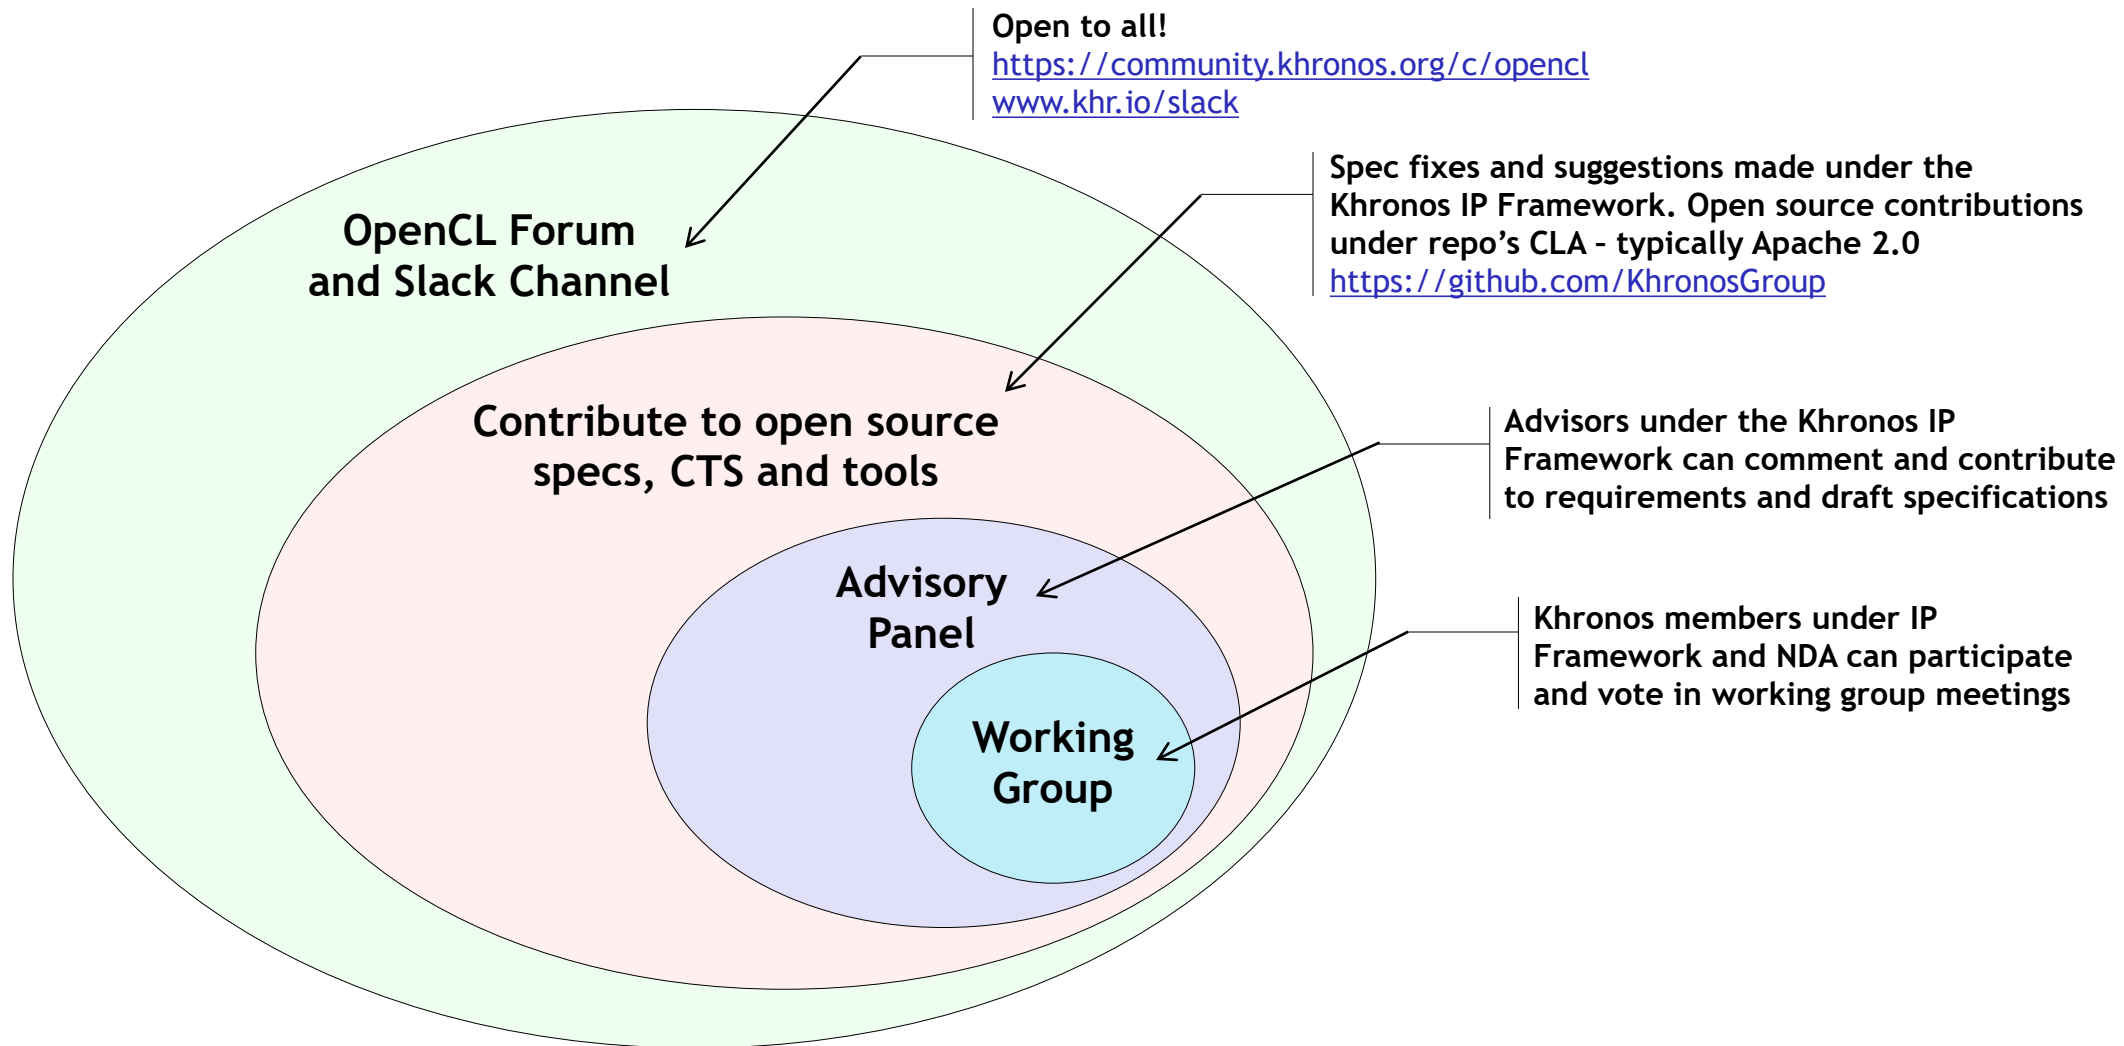 Open to all!
https://community.khronos.org/c/opencl
www.khr.io/slack
Spec fixes and suggestions made under the
Khronos IP Framework. Open source contributions
under repo’s CLA – typically Apache 2.0
https://github.com/KhronosGroup
OpenCL Forum
and Slack Channel
Contribute to open source
specs, CTS and tools
Advisors under the Khronos IP
Framework can comment and contribute
to requirements and draft specifications
Advisory
Panel
Khronos members under IP
Framework and NDA can participate
and vote in working group meetings
Working
Group